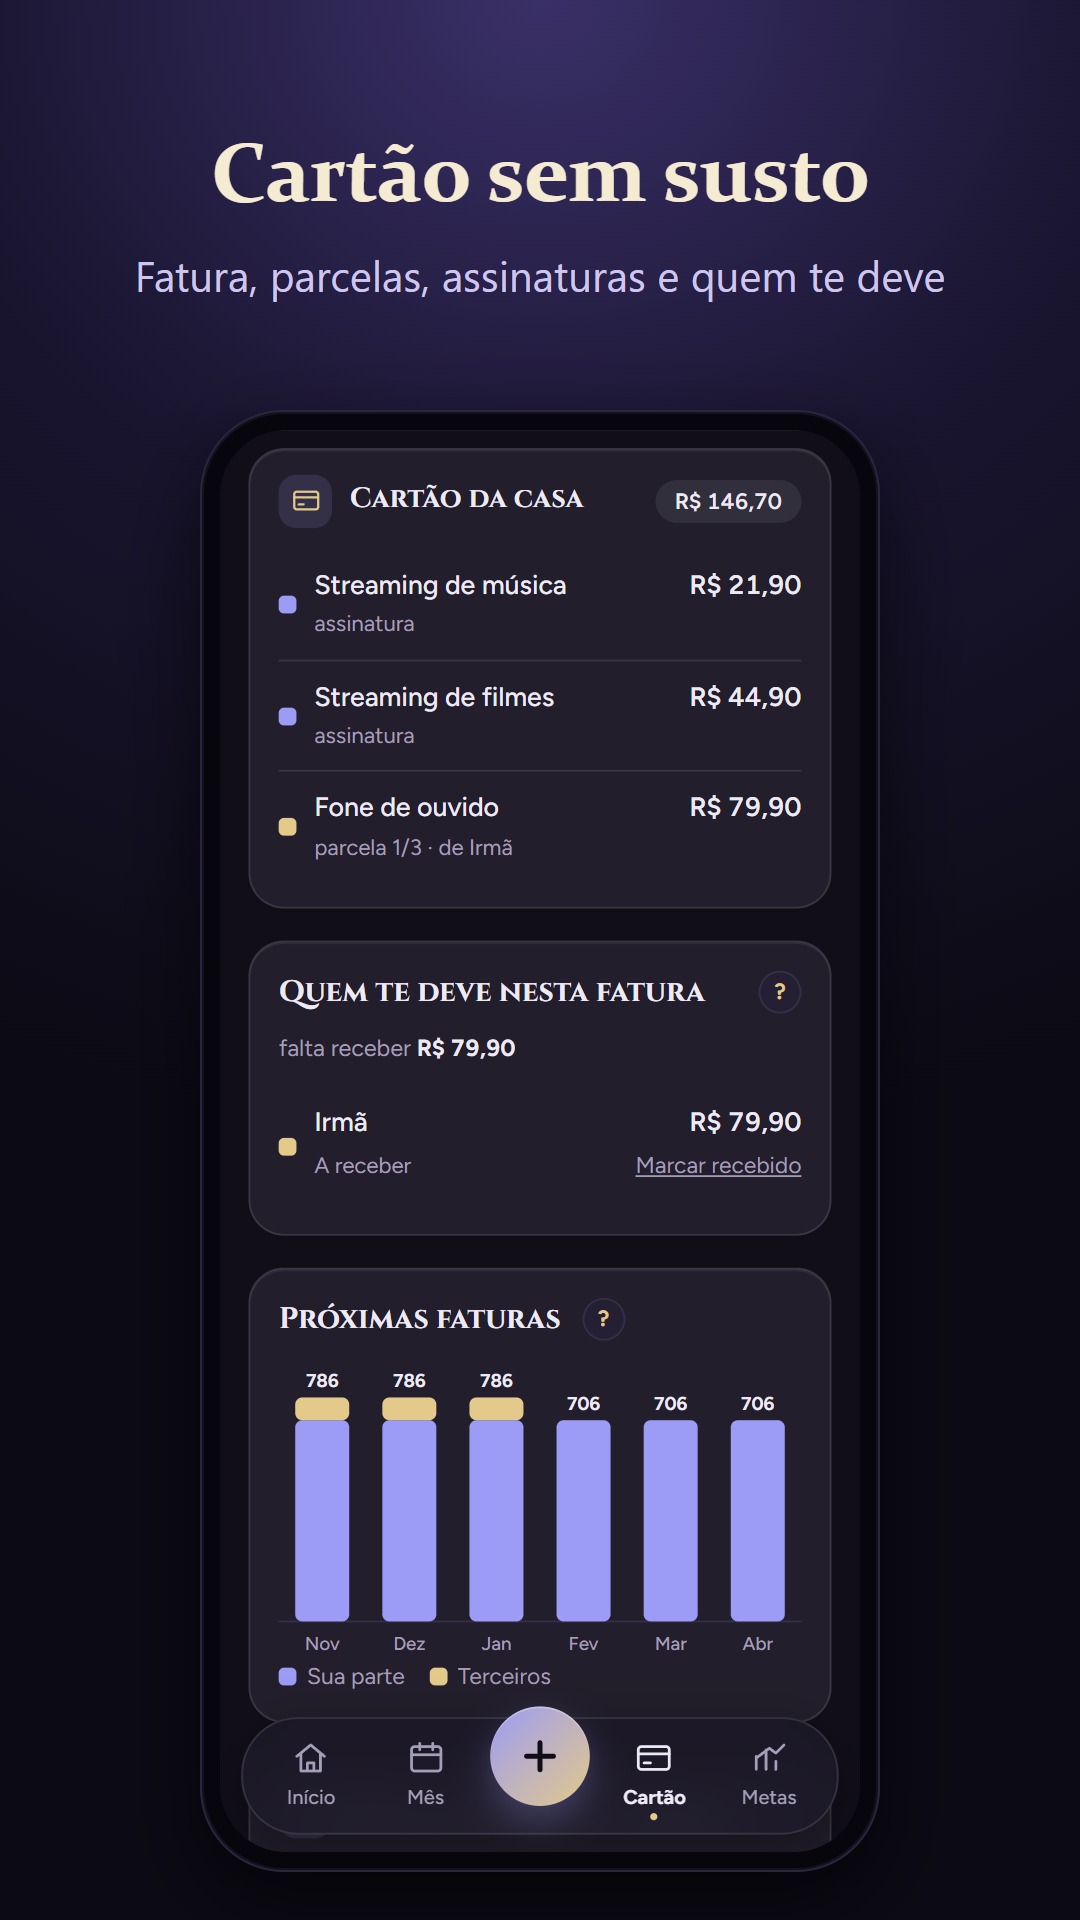 Cartão sem susto
Fatura, parcelas, assinaturas e quem te deve
Cartão da casa
R$ 146,70
Streaming de música
R$ 21,90
assinatura
Streaming de filmes
R$ 44,90
assinatura
Fone de ouvido
R$ 79,90
parcela 1/3 · de Irmã
Quem te deve nesta fatura
?
falta receber R$ 79,90
Irmã
R$ 79,90
A receber
Marcar recebido
Próximas faturas
?
786 786 786 706 706 706
Nov Dez Jan Fev Mar Abr
Sua parte Terceiros
+
Início Mês Cartão Metas